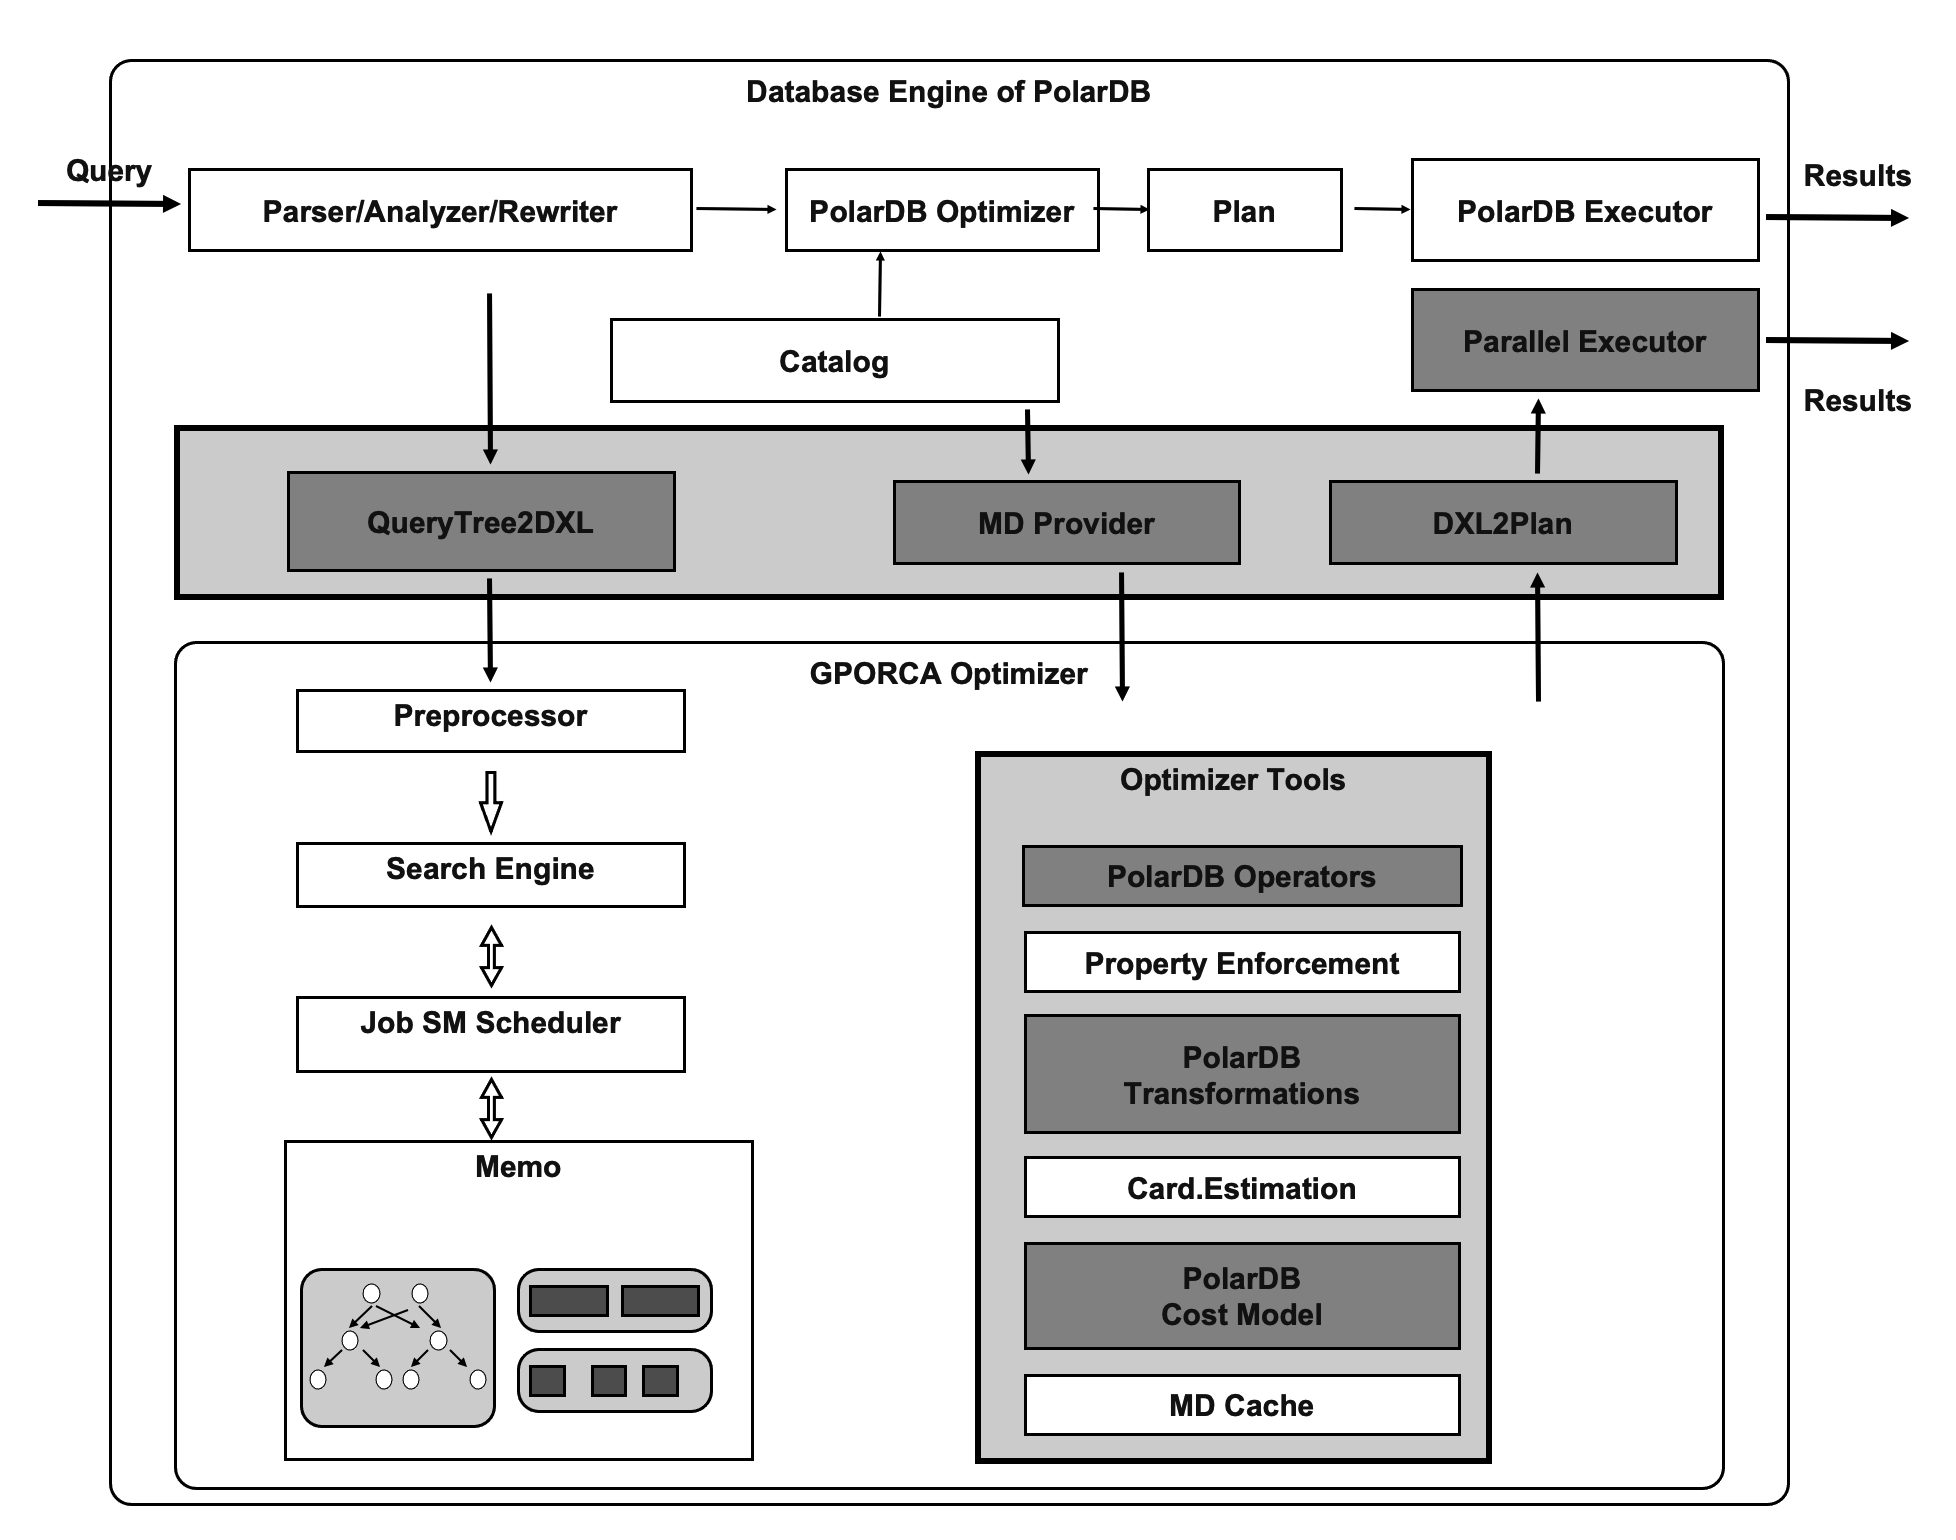 Database Engine of PolarDB
Query
Parser/Analyzer/Rewriter
PolarDB Optimizer
Plan
PolarDB Executor
Results
Catalog
Parallel Executor
Results
QueryTree2DXL
MD Provider
DXL2Plan
GPORCA Optimizer
Preprocessor
Search Engine
Job SM Scheduler
Memo
Optimizer Tools
PolarDB Operators
Property Enforcement
PolarDB
Transformations
Card.Estimation
PolarDB
Cost Model
MD Cache